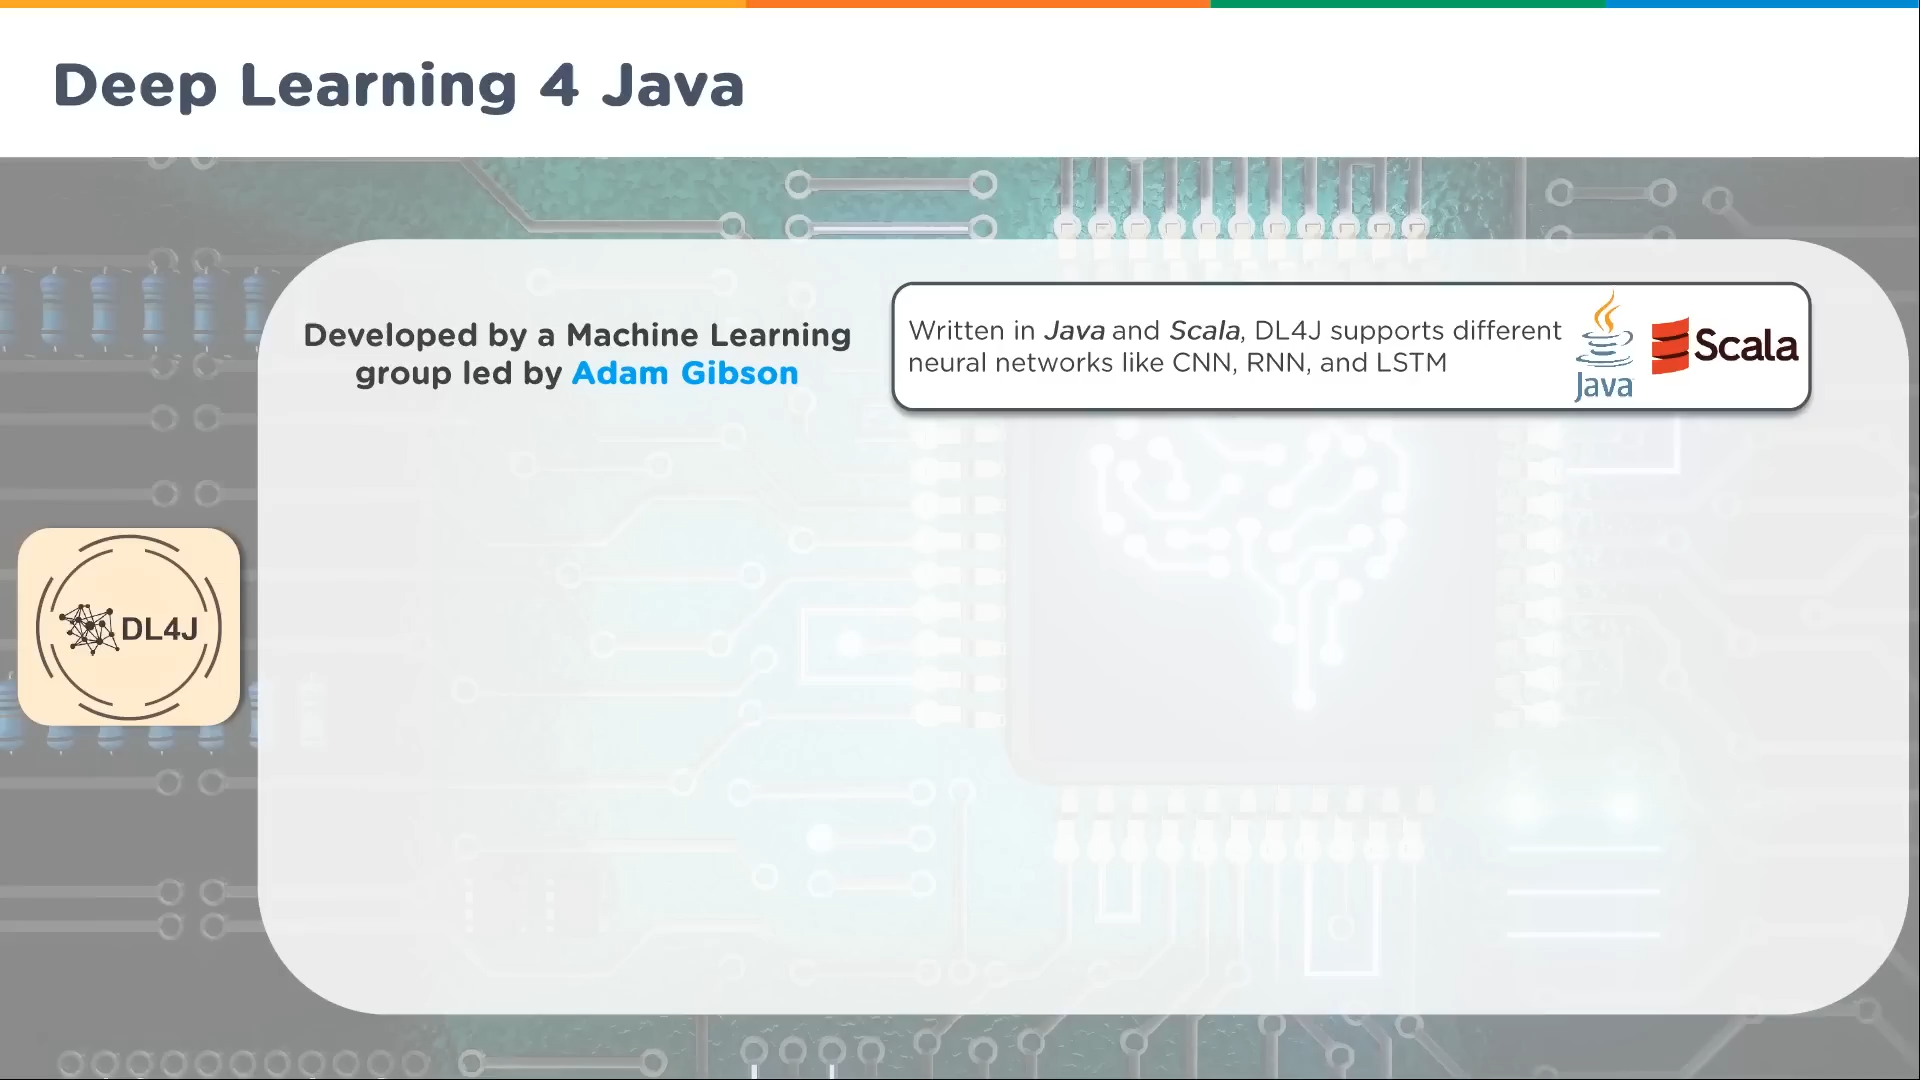 Deep Learning 4 Java
Developed by a Machine Learning
group led by Adam Gibson
Written in Java and Scala, DL4J supports different
neural networks like CNN, RNN, and LSTM
Java
Scala
DL4J